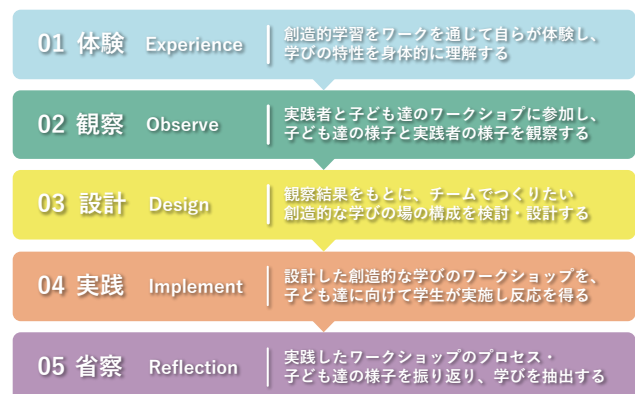 01 体験 Experience
創造的学習をワークを通じて自らが体験し、
学びの特性を身体的に理解する
02 観察 Observe
実践者と子ども達のワークショプに参加し、
子ども達の様子と実践者の様子を観察する
03 設計 Design
観察結果をもとに、チームでつくりたい
創造的な学びの場の構成を検討・設計する
04 実践 Implement
設計した創造的な学びのワークショップを、
子ども達に向けて学生が実施し反応を得る
05 省察 Reflection
実践したワークショップのプロセス・
子ども達の様子を振り返り、学びを抽出する